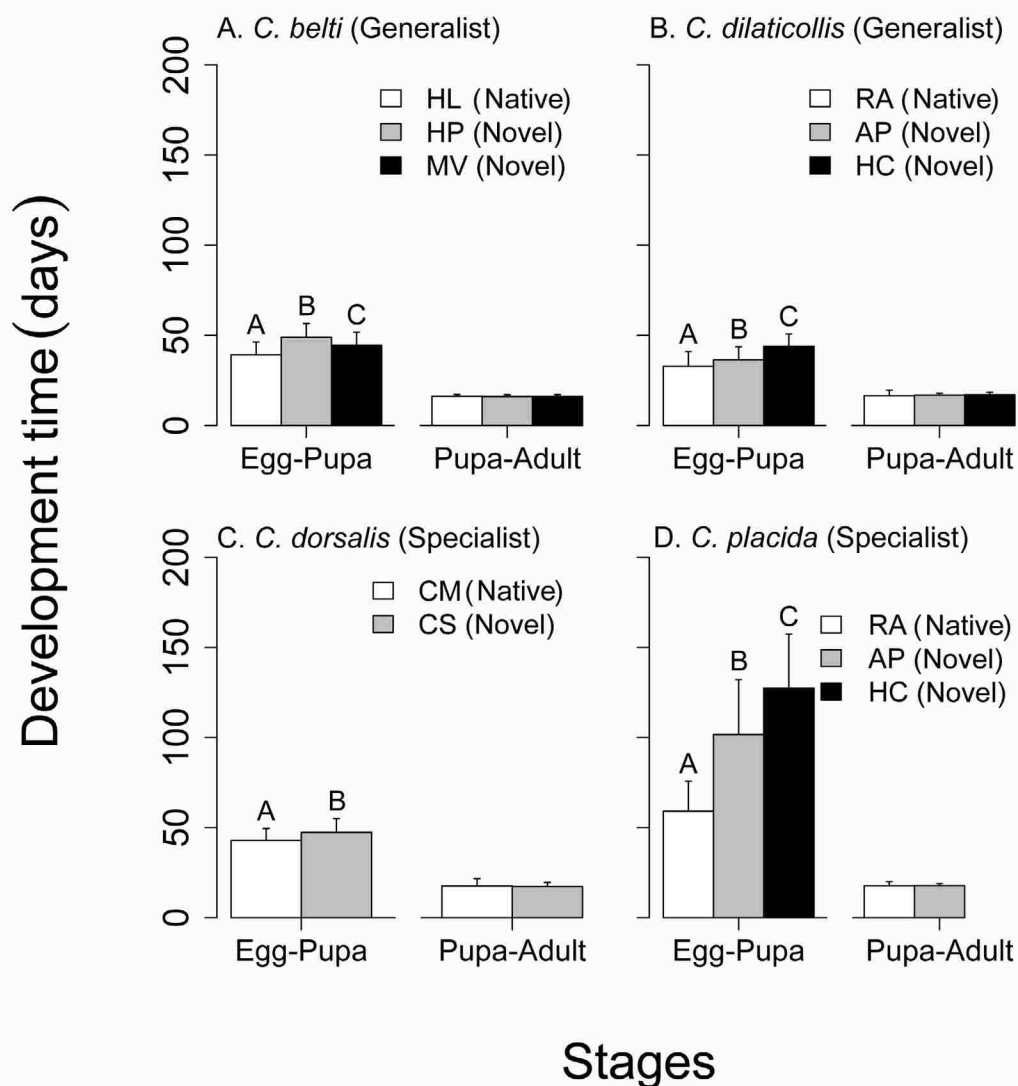 Development time (days)
A. C. belti (Generalist)
200
150
100
50
0
HL (Native)
HP (Novel)
MV (Novel)
A
B
C
Egg-Pupa
Pupa-Adult
B. C. dilaticollis (Generalist)
RA (Native)
AP (Novel)
HC (Novel)
A
B
C
Egg-Pupa
Pupa-Adult
C. C. dorsalis (Specialist)
200
150
100
50
0
CM (Native)
CS (Novel)
A
B
Egg-Pupa
Pupa-Adult
D. C. placida (Specialist)
RA (Native)
AP (Novel)
HC (Novel)
A
B
C
Egg-Pupa
Pupa-Adult
Stages